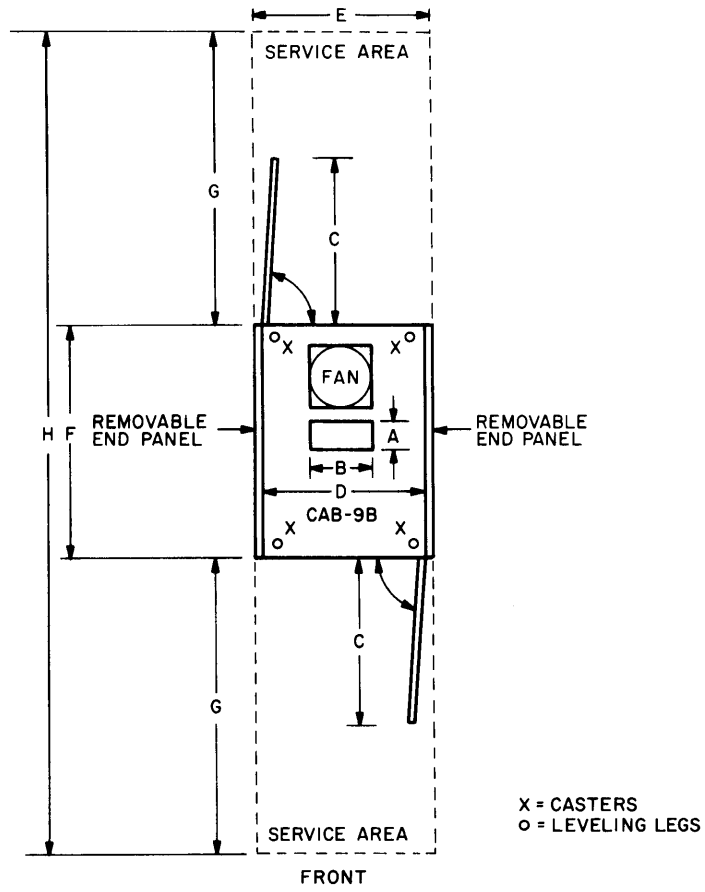 E
SERVICE AREA
G
C
X X
FAN
H F
REMOVABLE
END PANEL
A
REMOVABLE
END PANEL
B
D
CAB-9B
X X
C
G
X = CASTERS
O = LEVELING LEGS
SERVICE AREA
FRONT